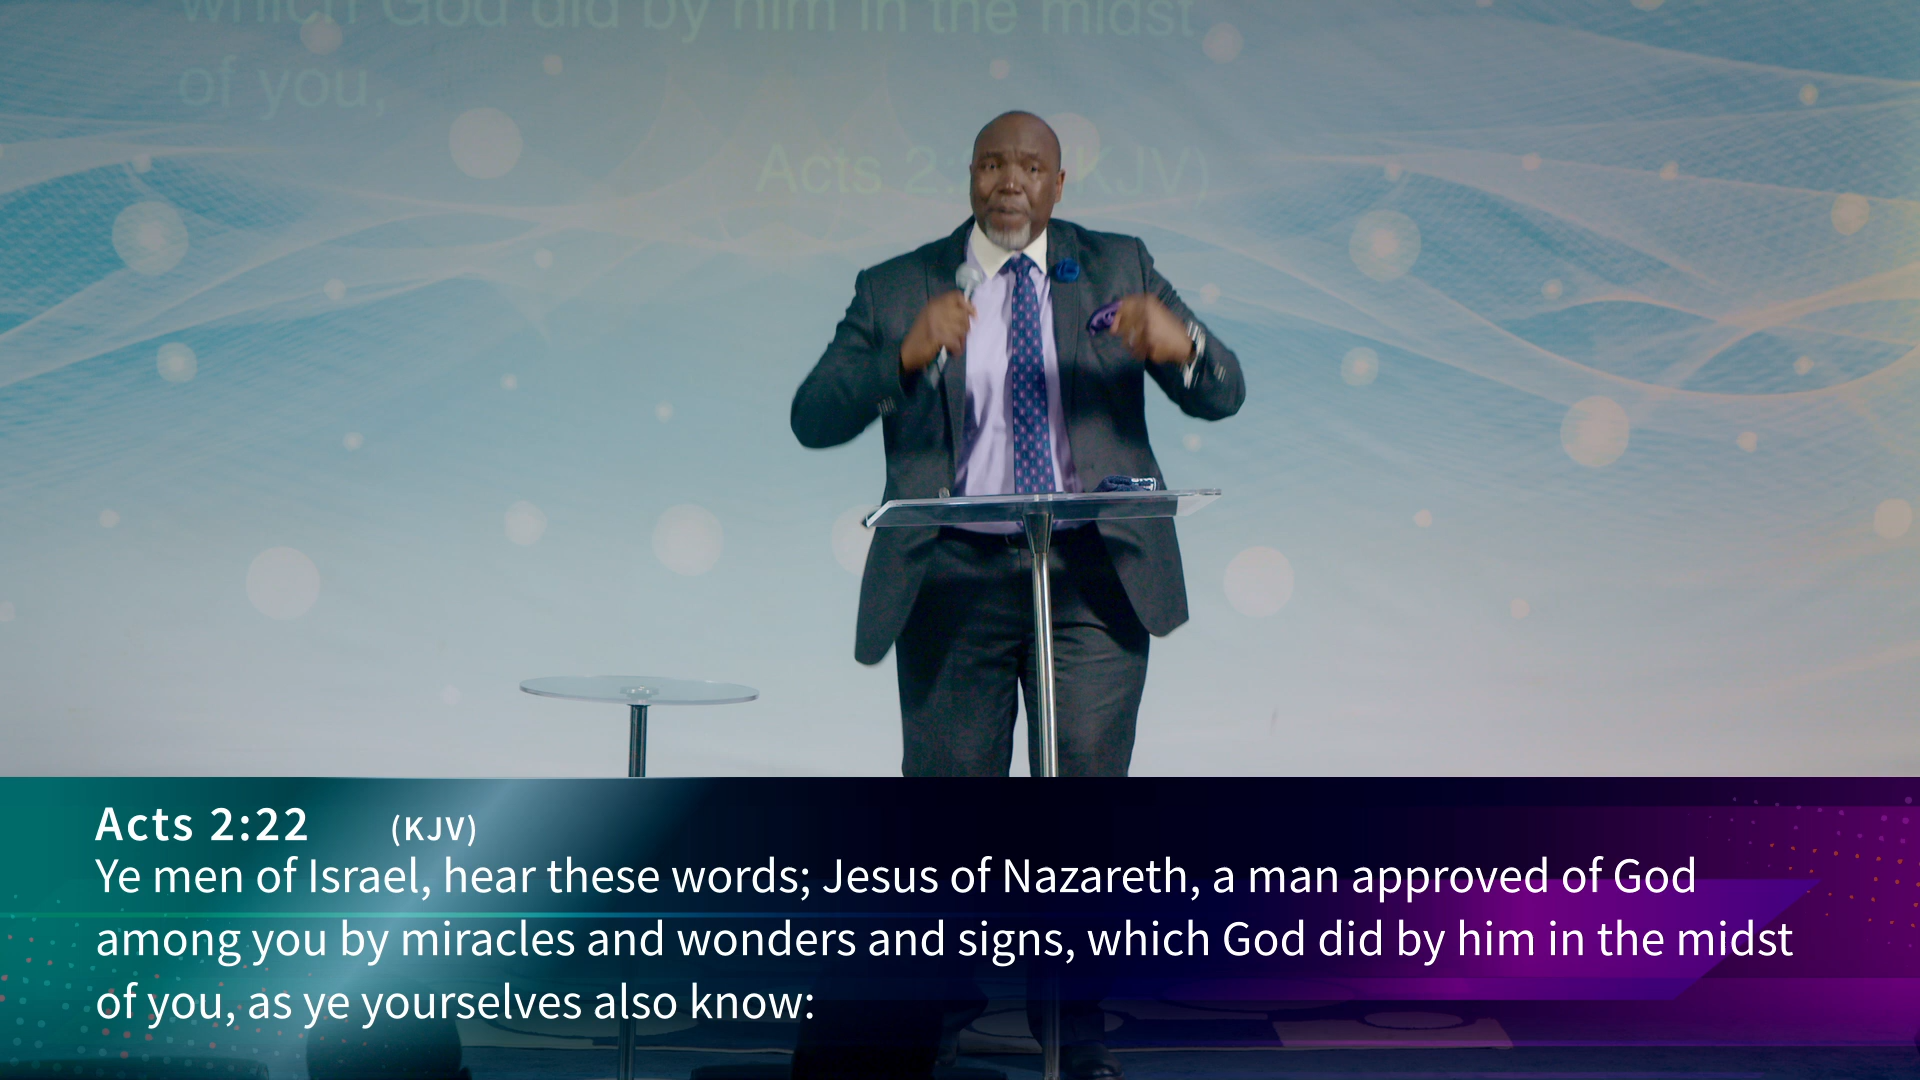 which God did by him in the midst
of you,
Acts 2: KJV)
Acts 2:22 (KJV)
Ye men of Israel, hear these words; Jesus of Nazareth, a man approved of God
among you by miracles and wonders and signs, which God did by him in the midst
of you, as ye yourselves also know: